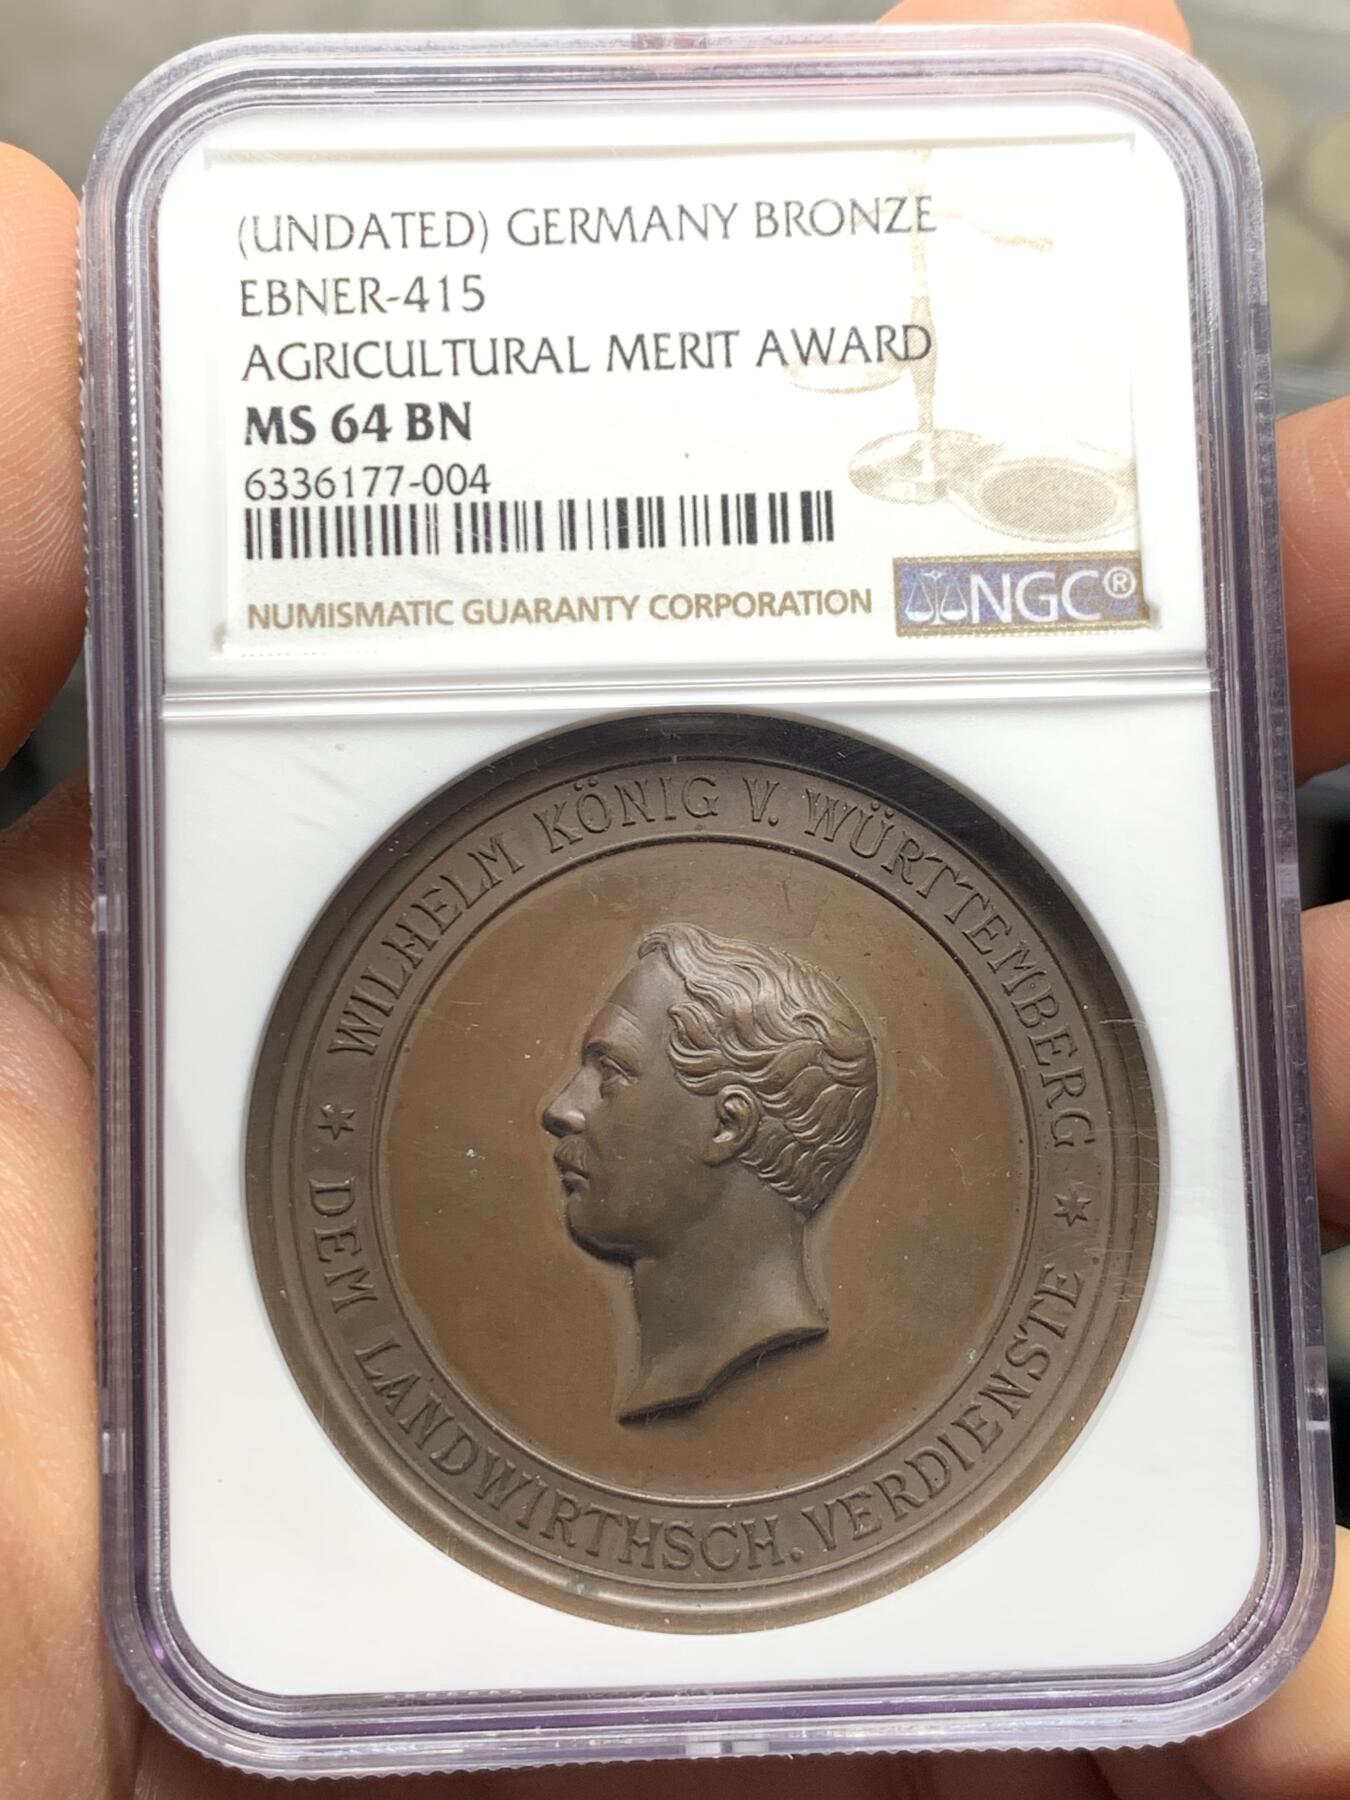 (UNDATED) GERMANY BRONZE
EBNER-415
AGRICULTURAL MERIT AWARD
MS 64 BN
6336177-004
NUMISMATIC GUARANTY CORPORATION
NGC®
WILHELM KÖNIG V. WÜRTTEMBERG
DEM LANDWIRTHSCH. VERDIENSTE